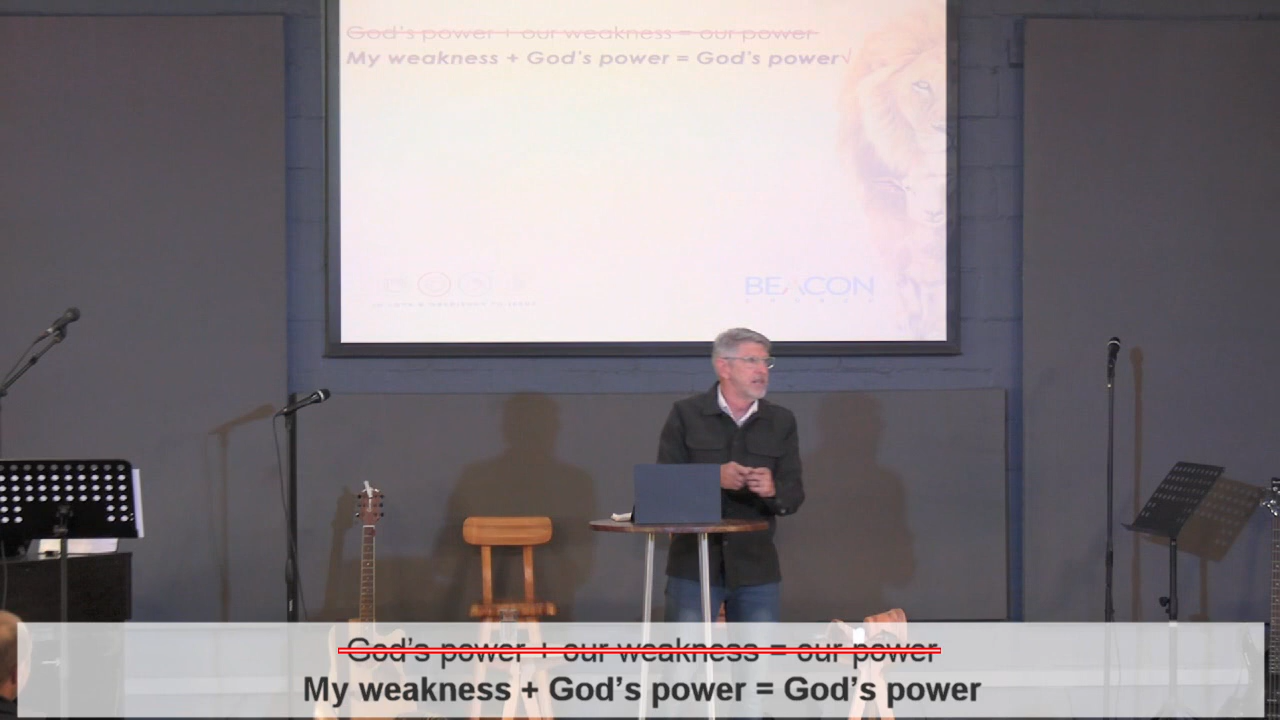 God's power + our weakness = our power
My weakness + God's power = God's power√
BEACON
God’s power + our weakness = our power
My weakness + God’s power = God’s power